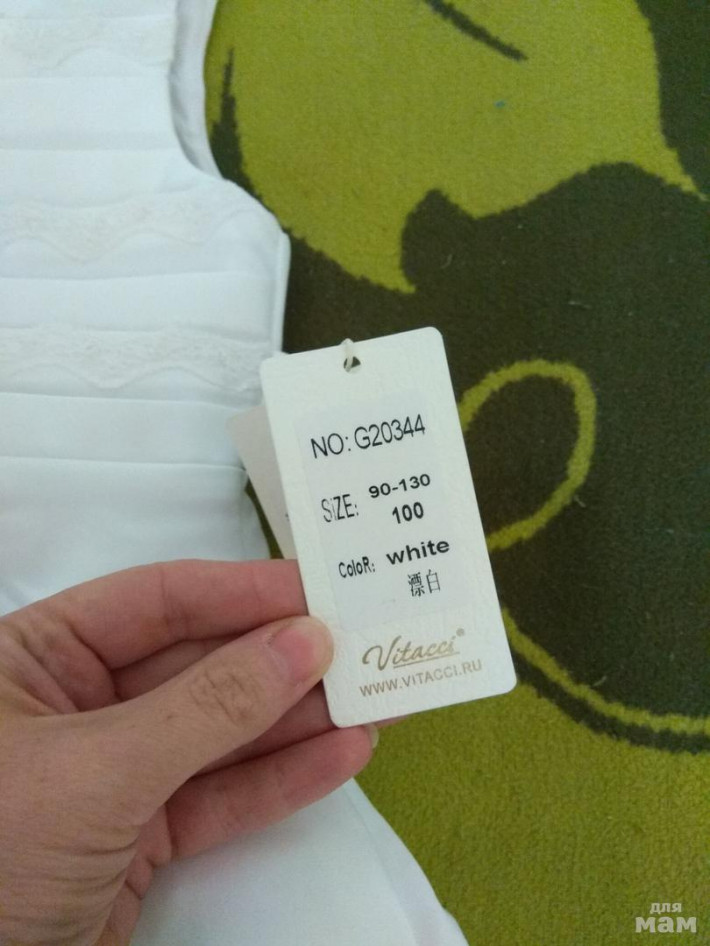 NO: G20344
SIZE: 90-130
100
ColoR: white
漂白
Vitacci®
WWW.VITACCI.RU
для
мам